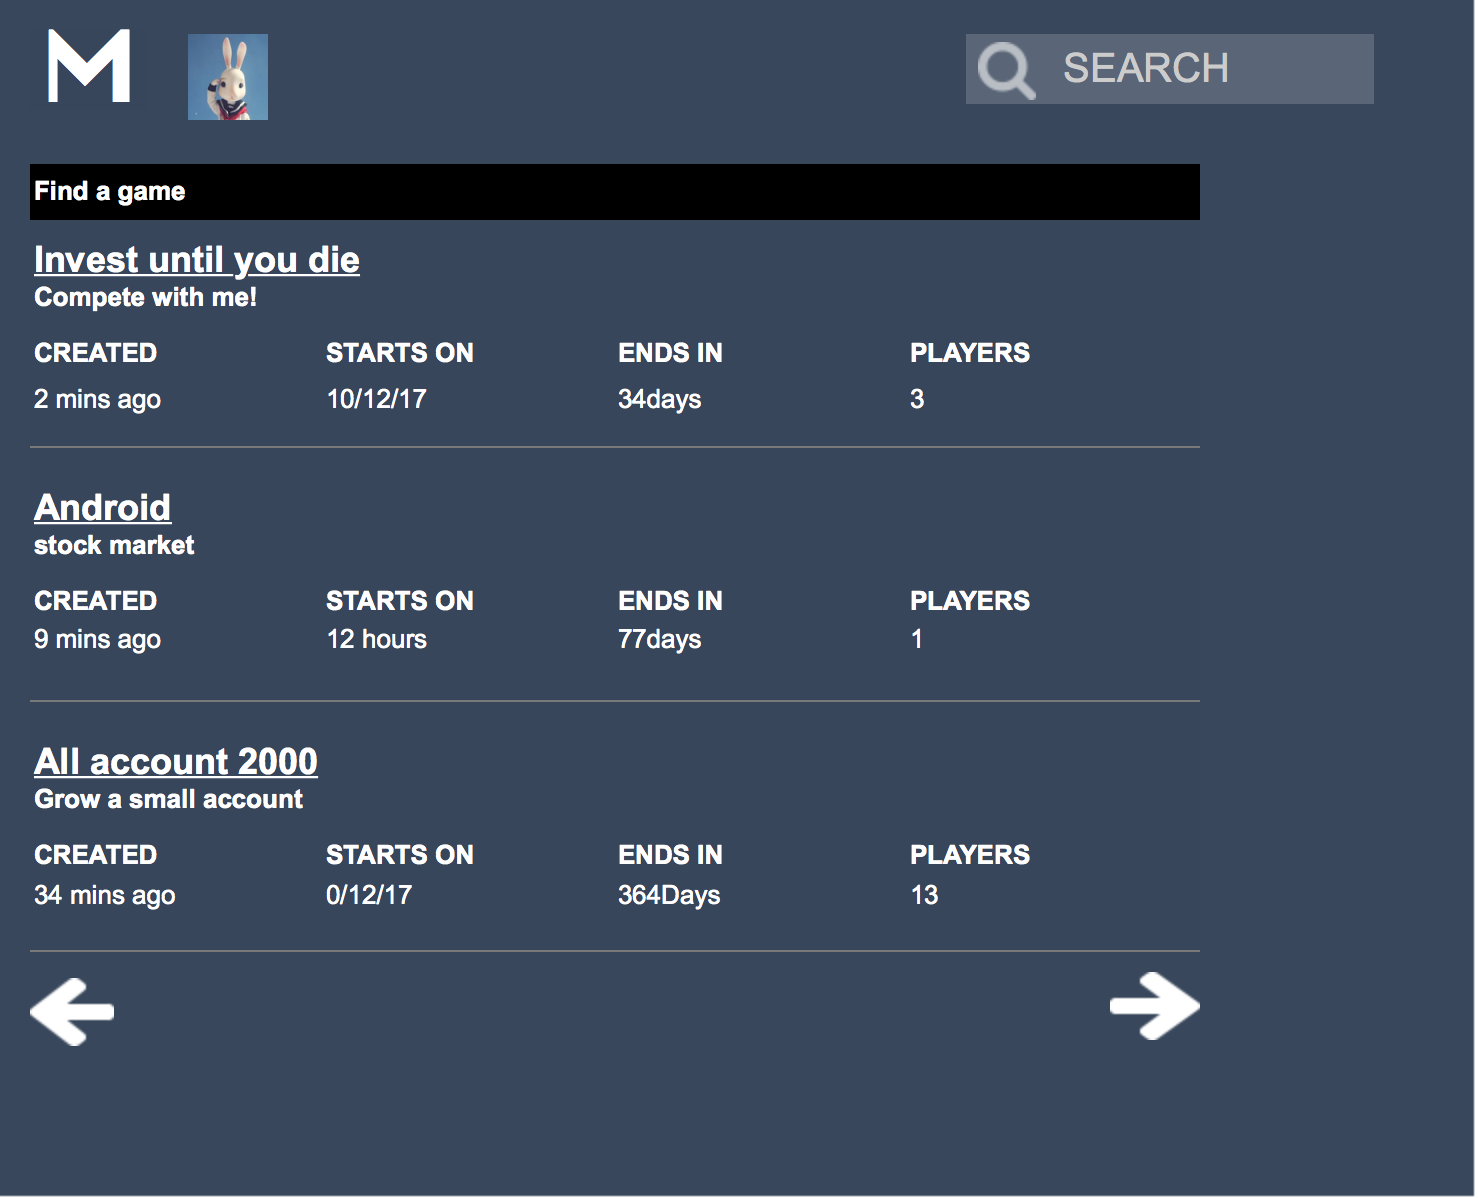 M
SEARCH
Find a game
Invest until you die
Compete with me!
CREATED STARTS ON ENDS IN PLAYERS
2 mins ago 10/12/17 34days 3
Android
stock market
CREATED STARTS ON ENDS IN PLAYERS
9 mins ago 12 hours 77days 1
All account 2000
Grow a small account
CREATED STARTS ON ENDS IN PLAYERS
34 mins ago 0/12/17 364Days 13